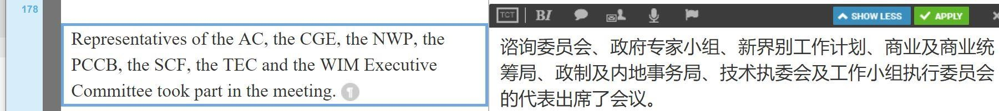 178
TCT
BI
SHOW LESS
APPLY
Representatives of the AC, the CGE, the NWP, the
PCCB, the SCF, the TEC and the WIM Executive
Committee took part in the meeting. ¶
谘询委员会、政府专家小组、新界别工作计划、商业及商业统
筹局、政制及内地事务局、技术执委会及工作小组执行委员会
的代表出席了会议。